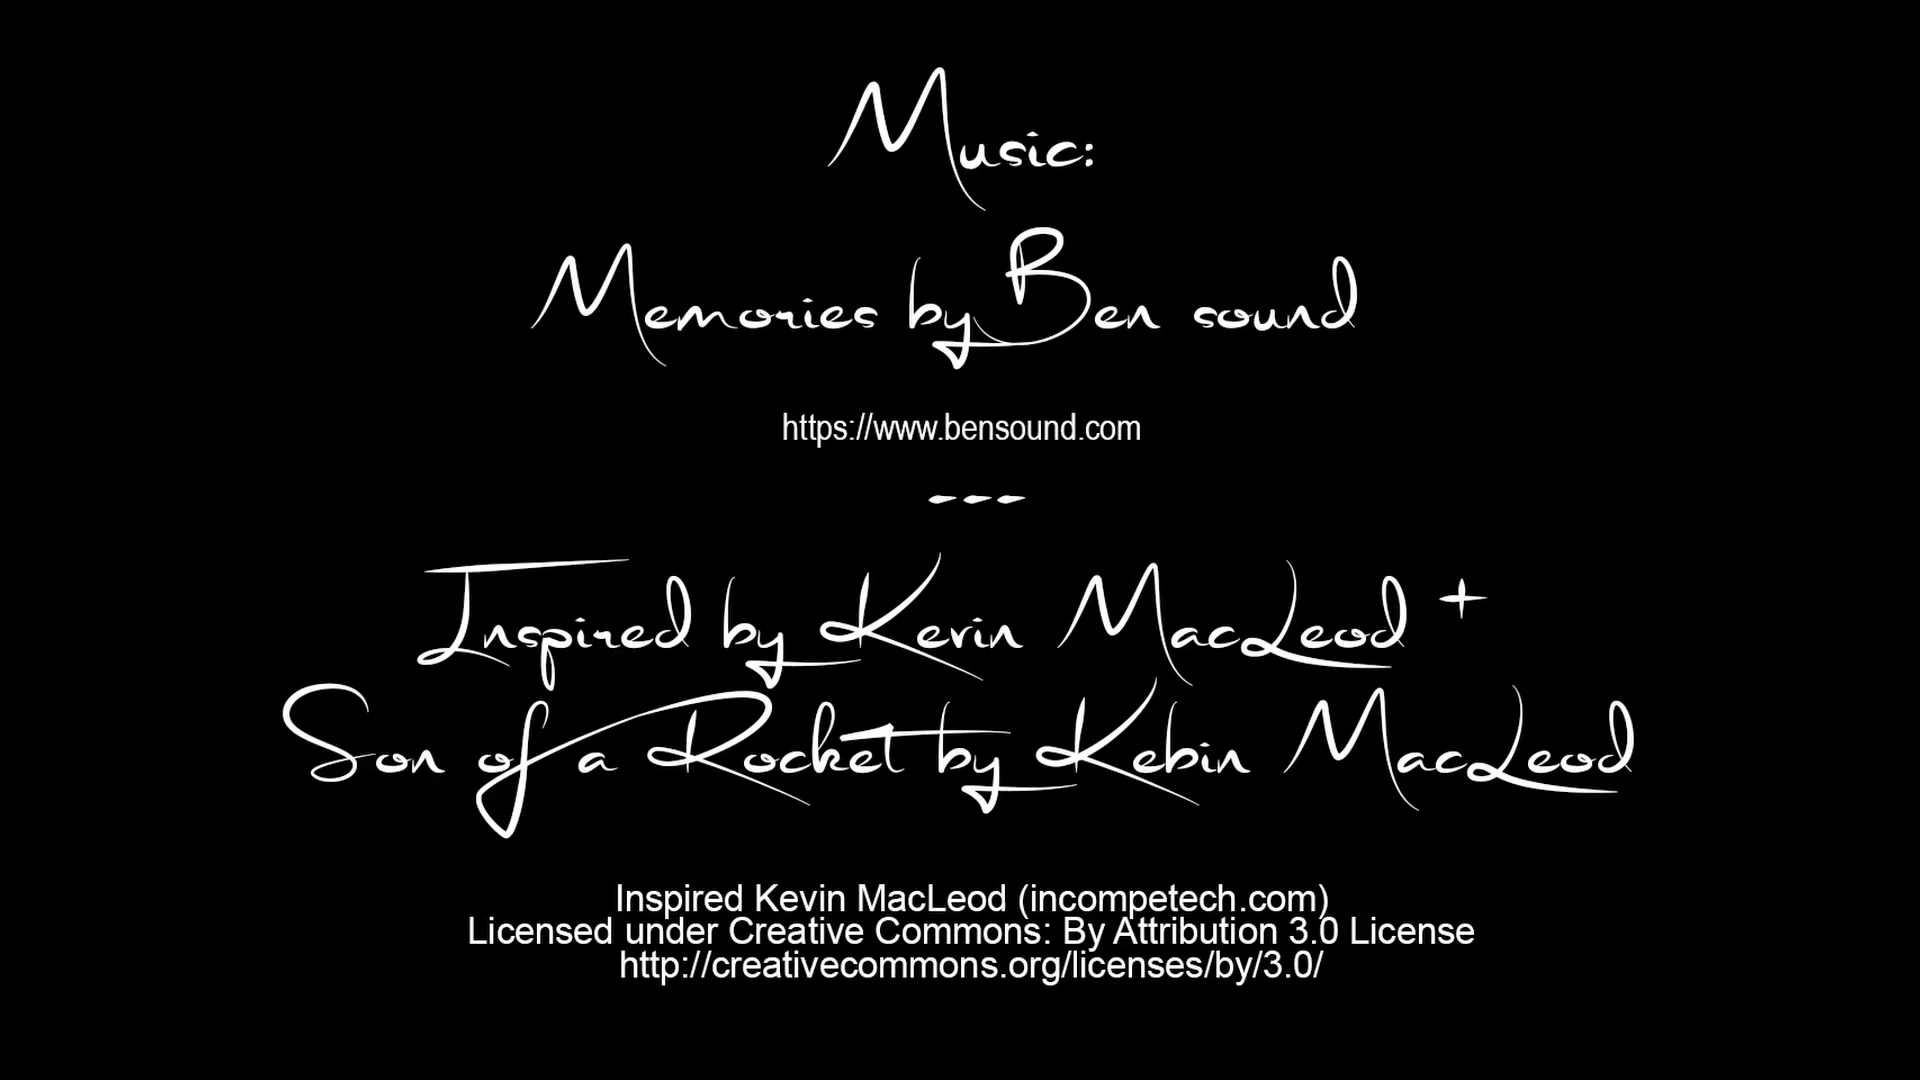 Music:
Memories by Ben sound
https://www.bensound.com
---
Inspired by Kevin MacLeod +
Son of a Rocket by Kebin MacLeod
Inspired Kevin MacLeod (incompetech.com)
Licensed under Creative Commons: By Attribution 3.0 License
http://creativecommons.org/licenses/by/3.0/